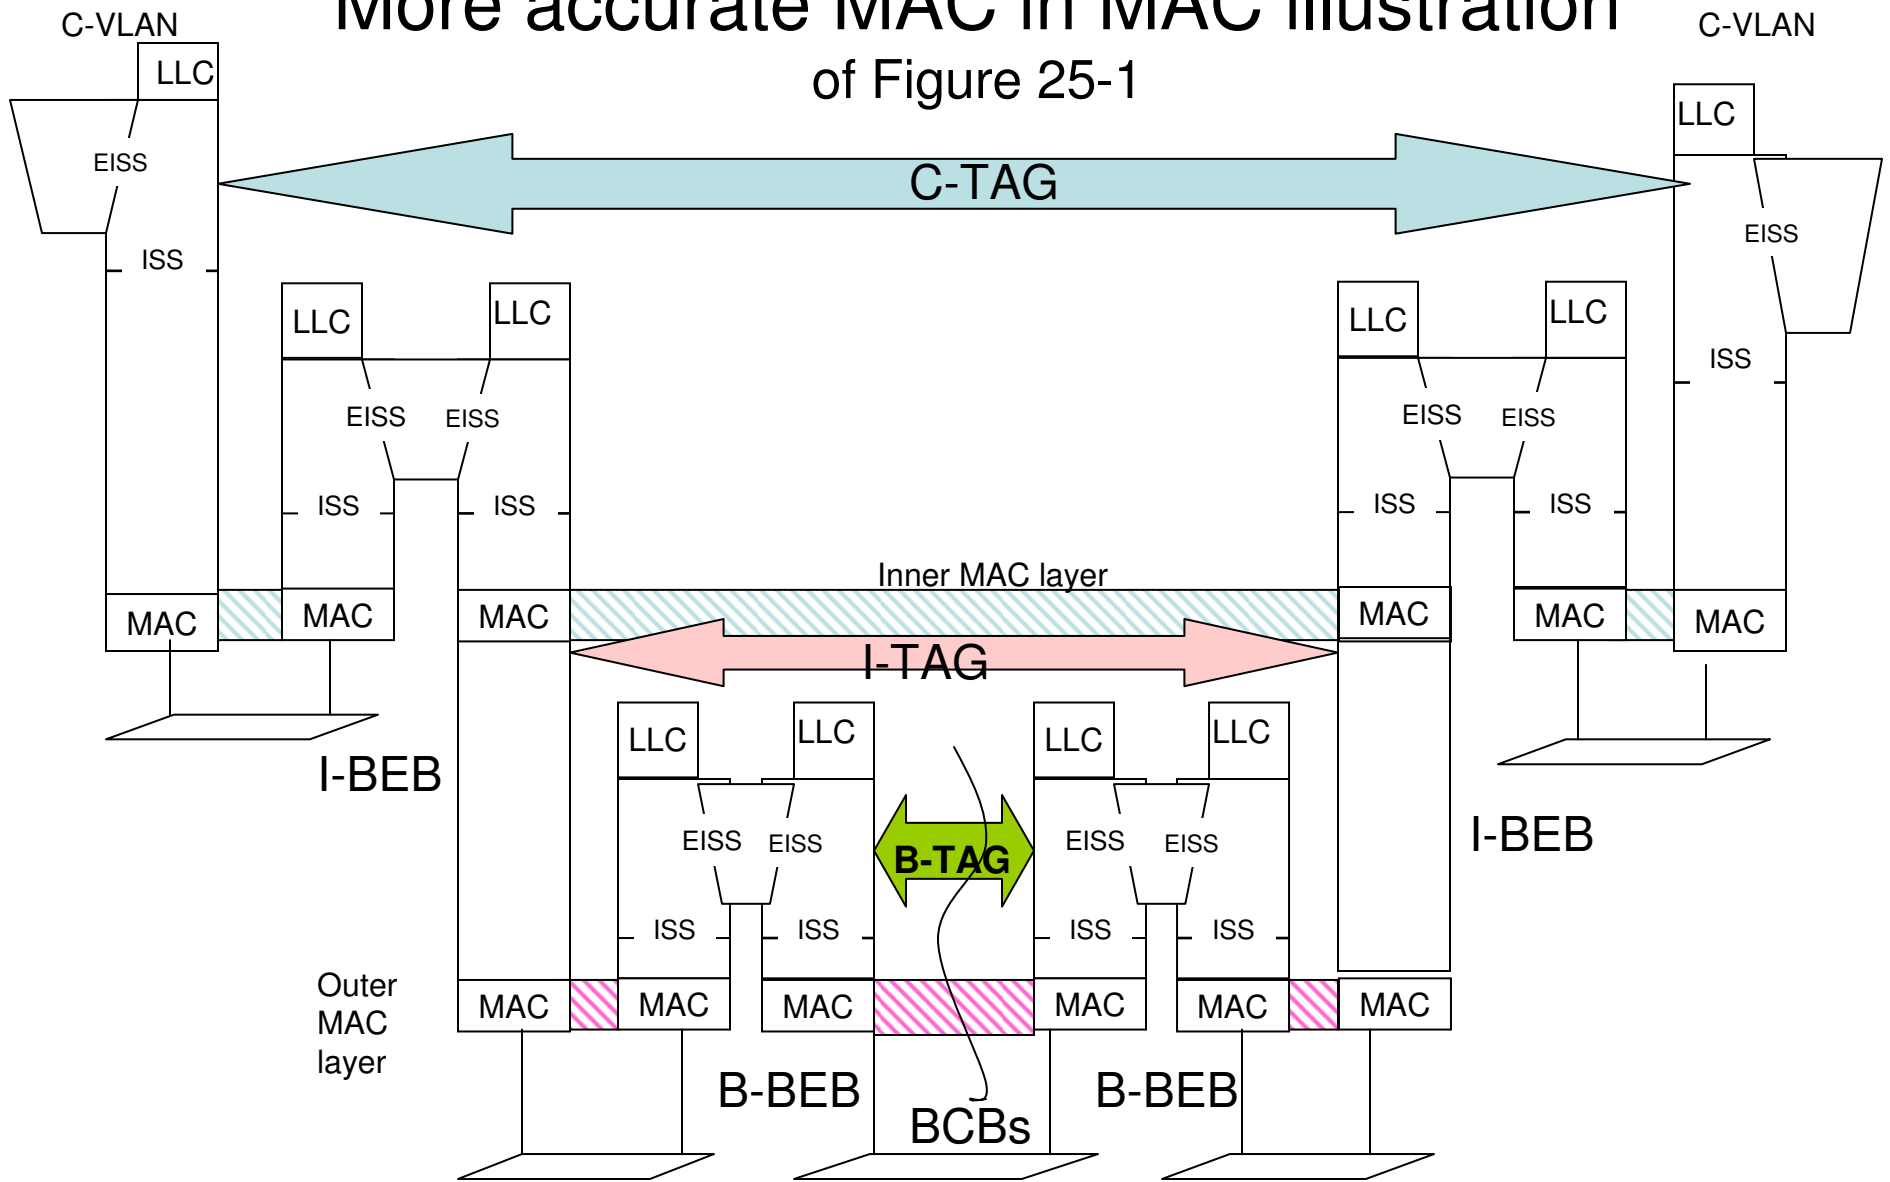 More accurate MAC in MAC illustration
of Figure 25-1
C-VLAN
C-VLAN
LLC
LLC
EISS
C-TAG
EISS
ISS
ISS
LLC
LLC
LLC
LLC
EISS
EISS
EISS
EISS
ISS
ISS
ISS
ISS
Inner MAC layer
MAC
MAC
MAC
MAC
MAC
MAC
I-TAG
LLC
LLC
LLC
LLC
I-BEB
I-BEB
EISS
EISS
B-TAG
EISS
EISS
ISS
ISS
ISS
ISS
Outer
MAC
layer
MAC
MAC
MAC
MAC
MAC
MAC
B-BEB
B-BEB
BCBs